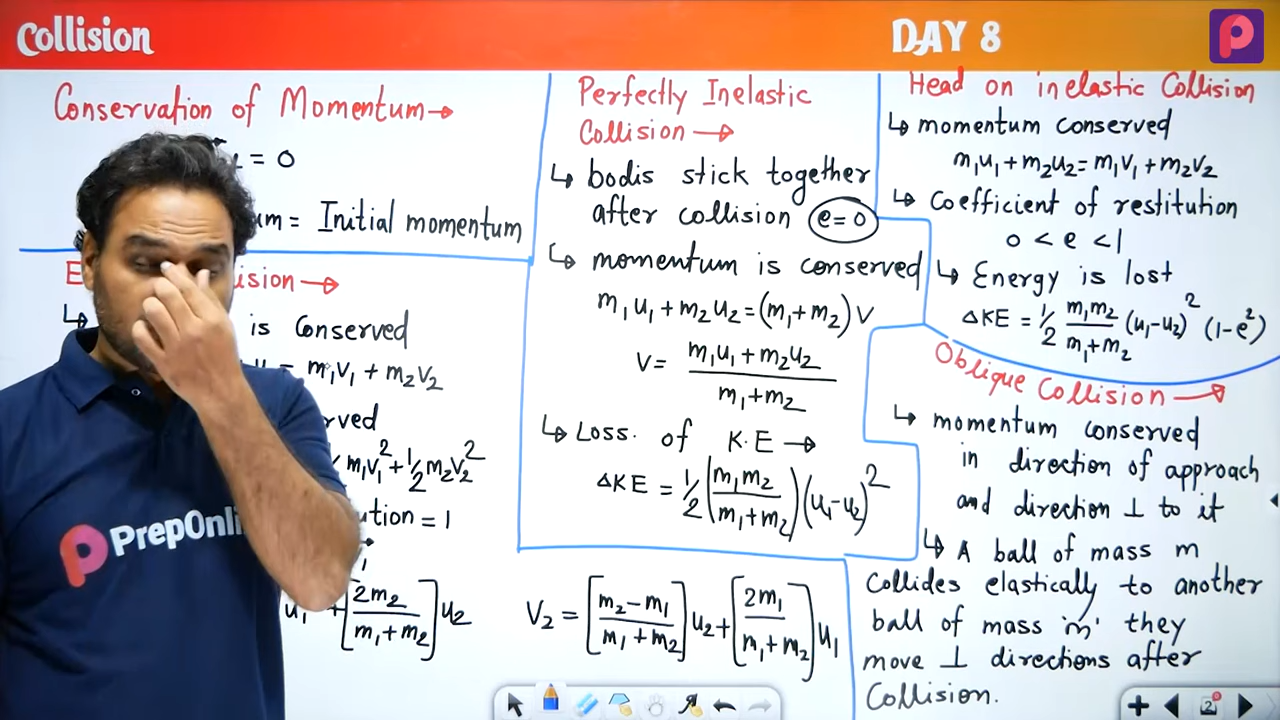 Collision
DAY 8
Conservation of Momentum→
= 0
= Initial momentum
→
is Conserved
= m₁v₁ + m₂v₂
m₁v₁² + ½m₂v₂²
= 1
u₁ + [2m₂/(m₁+m₂)]u₂
V₂ = [(m₂-m₁)/(m₁+m₂)]u₂ + [2m₁/(m₁+m₂)]u₁
Perfectly Inelastic
Collision →
↳ bodis stick together
after collision (e=0)
↳ momentum is conserved
m₁u₁+m₂u₂=(m₁+m₂)V
V= (m₁u₁+m₂u₂)/(m₁+m₂)
↳ Loss. of K.E →
ΔKE = ½(m₁m₂/(m₁+m₂))(u₁-u₂)²
Head on inelastic Collision
↳ momentum conserved
m₁u₁+m₂u₂=m₁v₁+m₂v₂
↳ Coefficient of restitution
0 < e < 1
↳ Energy is lost
ΔKE = ½ m₁m₂/(m₁+m₂) (u₁-u₂)² (1-e²)
Oblique Collision →
↳ momentum conserved
in direction of approach
and direction ⊥ to it
↳ A ball of mass m
Collides elastically to another
ball of mass 'm' they
move ⊥ directions after
Collision.
PrepOnli
2